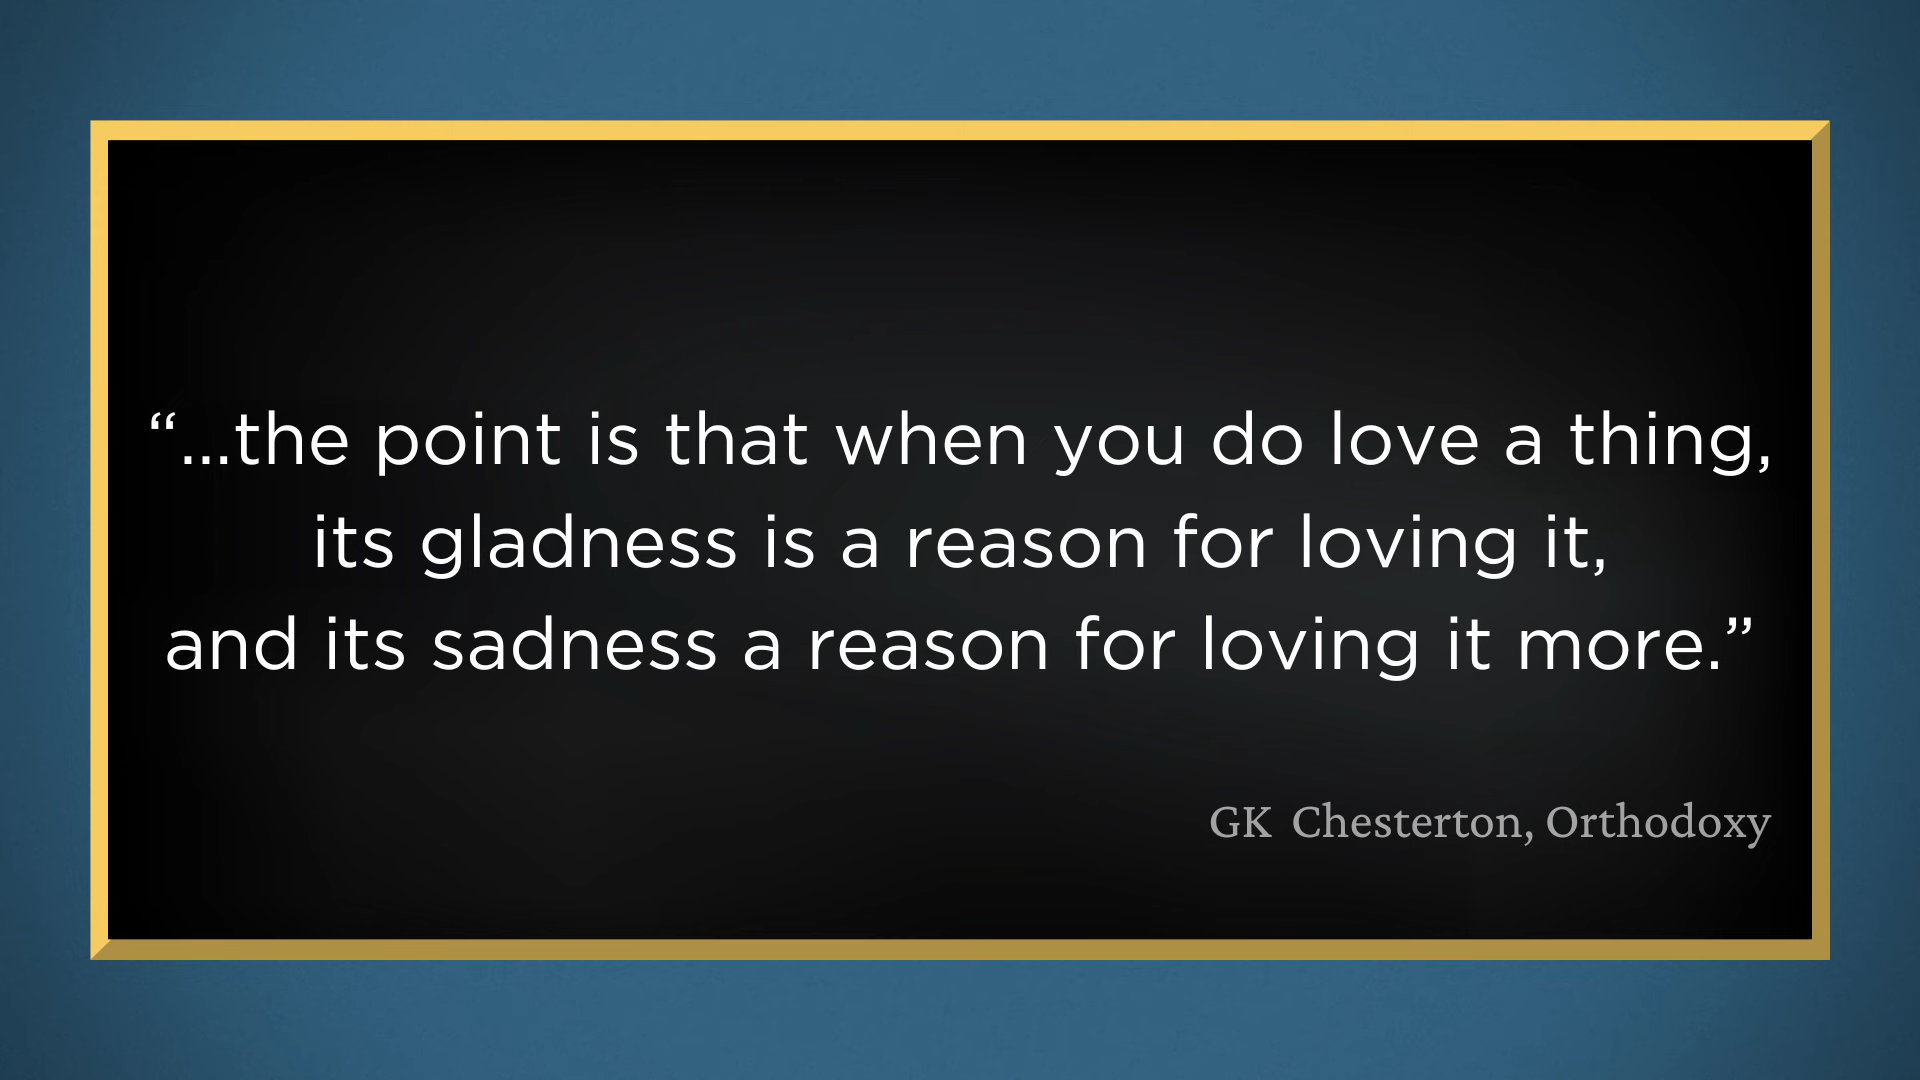 “...the point is that when you do love a thing,
its gladness is a reason for loving it,
and its sadness a reason for loving it more.”
GK Chesterton, Orthodoxy